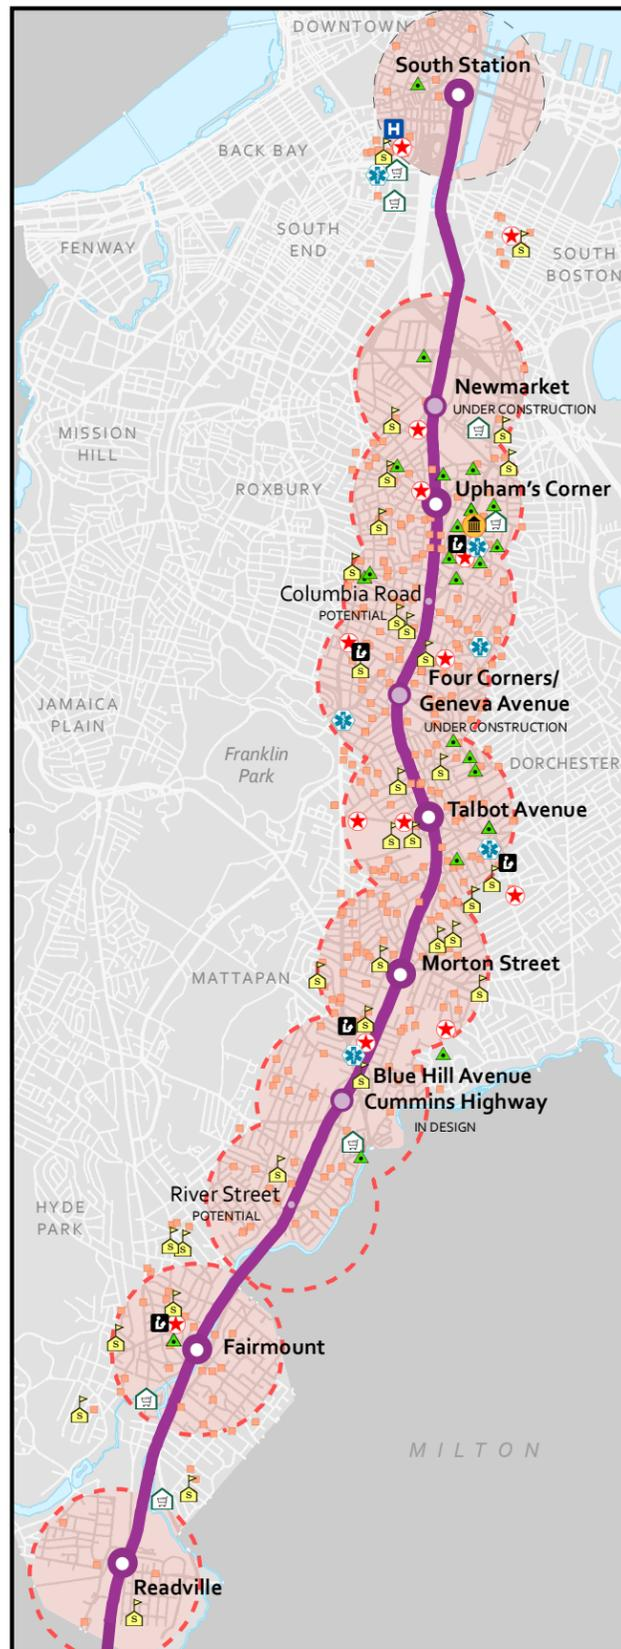 DOWNTOWN
South Station
H
BACK BAY
SOUTH
END
FENWAY
SOUTH
BOSTON
Newmarket
UNDER CONSTRUCTION
MISSION
HILL
ROXBURY
Upham's Corner
Columbia Road
POTENTIAL
Four Corners/
Geneva Avenue
UNDER CONSTRUCTION
JAMAICA
PLAIN
Franklin
Park
DORCHESTER
Talbot Avenue
MATTAPAN
Morton Street
Blue Hill Avenue
Cummins Highway
IN DESIGN
River Street
POTENTIAL
HYDE
PARK
Fairmount
MILTON
Readville